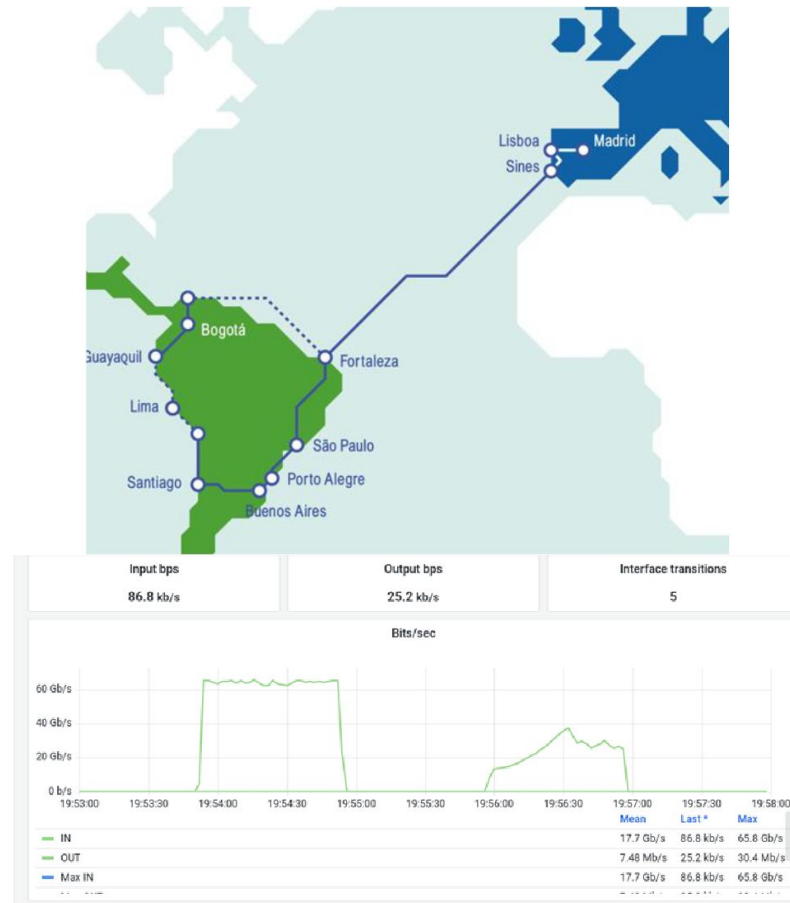 Lisboa
Madrid
Sines
Bogotá
Guayaquil
Fortaleza
Lima
São Paulo
Santiago
Porto Alegre
Buenos Aires
Input bps
Output bps
Interface transitions
86.8 kb/s
25.2 kb/s
5
Bits/sec
60 Gb/s
40 Gb/s
20 Gb/s
0 b/s
19:53:00 19:53:30 19:54:00 19:54:30 19:55:00 19:55:30 19:56:00 19:56:30 19:57:00 19:57:30 19:58:00
Mean Last * Max
IN 17.7 Gb/s 86.8 kb/s 65.8 Gb/s
OUT 7.48 Mb/s 25.2 kb/s 30.4 Mb/s
Max IN 17.7 Gb/s 86.8 kb/s 65.8 Gb/s